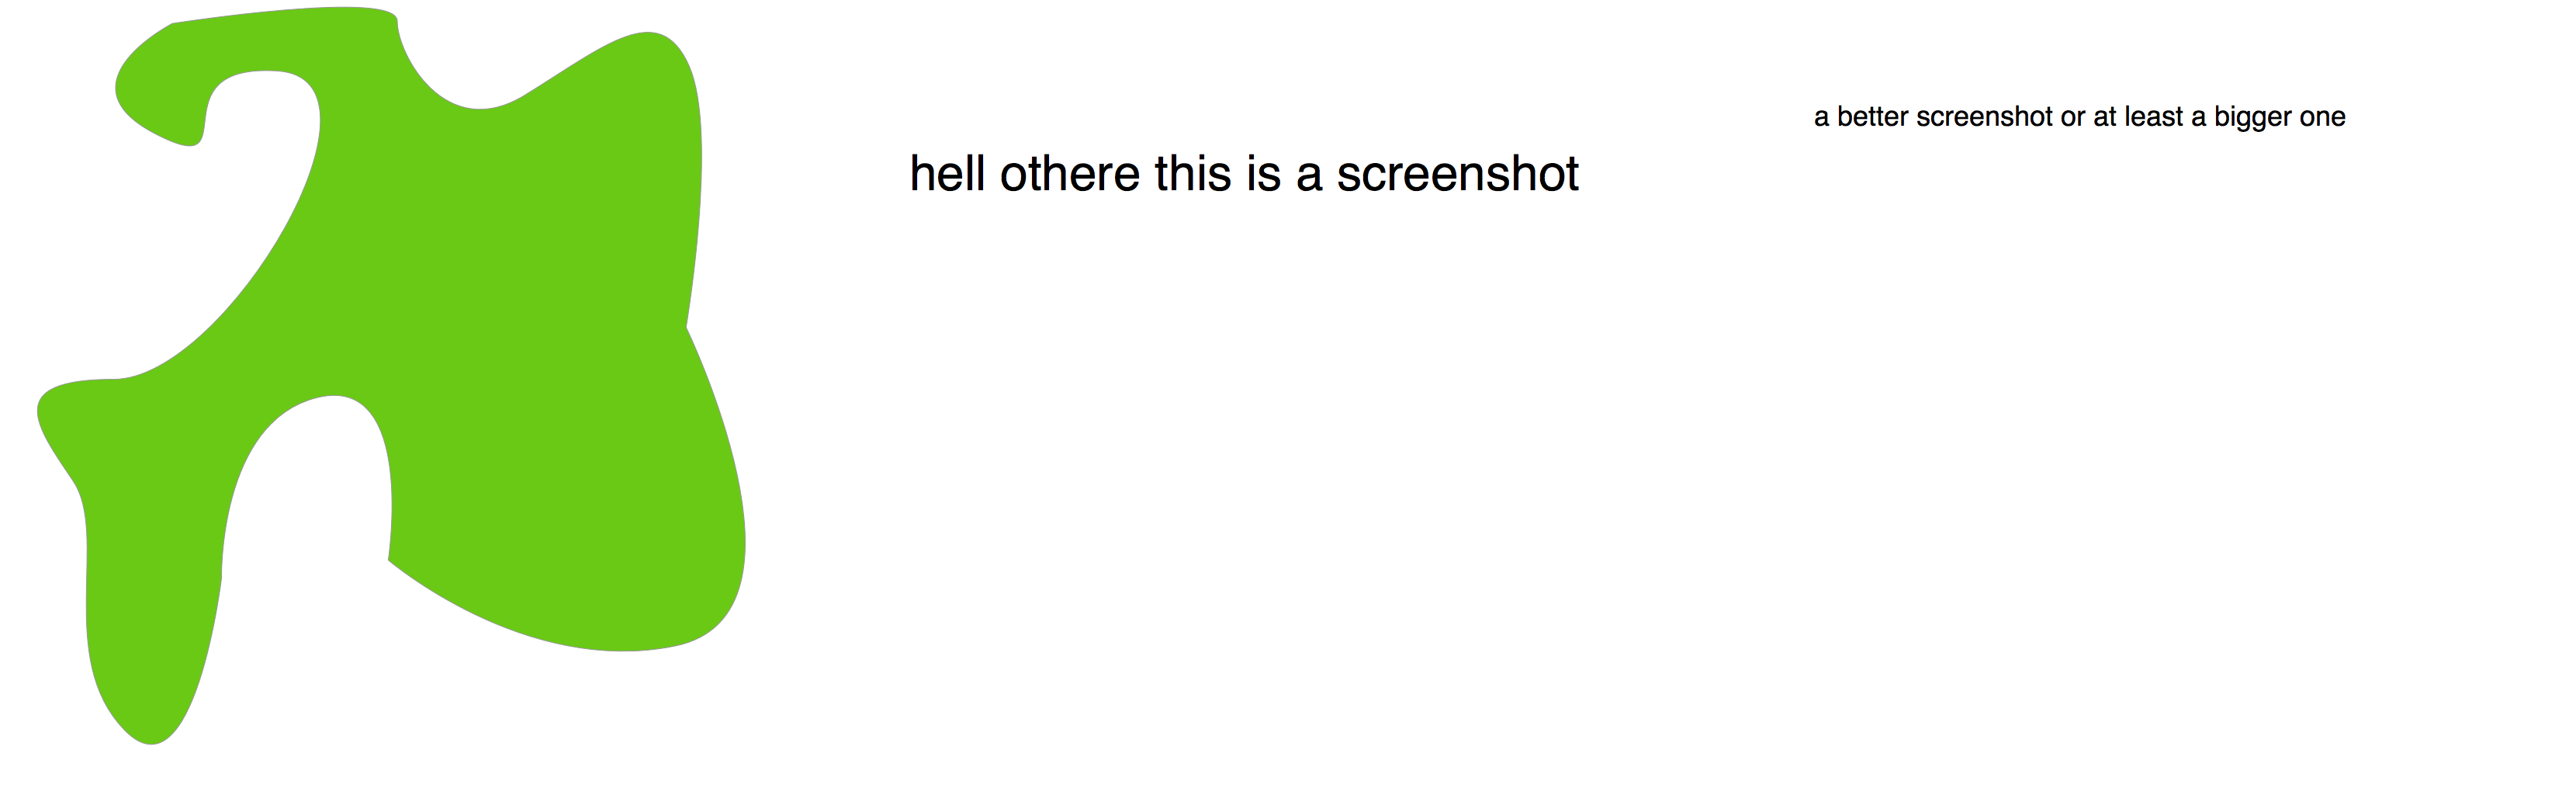 hell othere this is a screenshot
a better screenshot or at least a bigger one